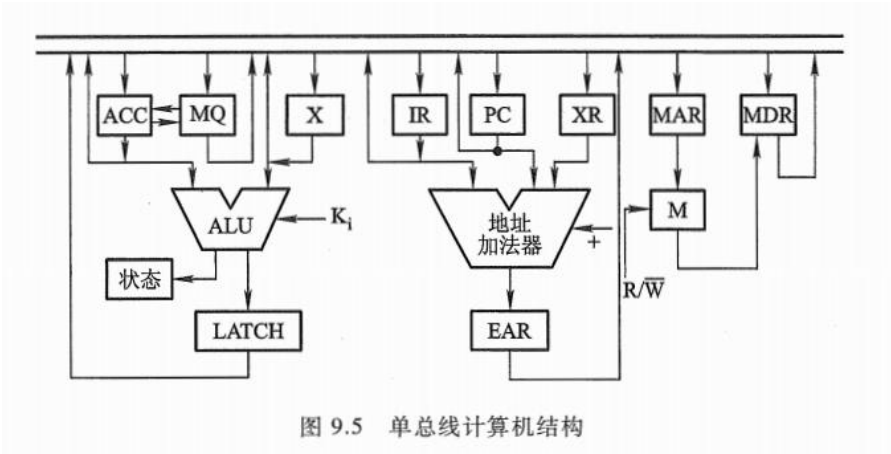 ACC MQ X IR PC XR MAR MDR
ALU K_i 地址 M
加法器 +
状态 R/W̅
LATCH EAR
图 9.5 单总线计算机结构